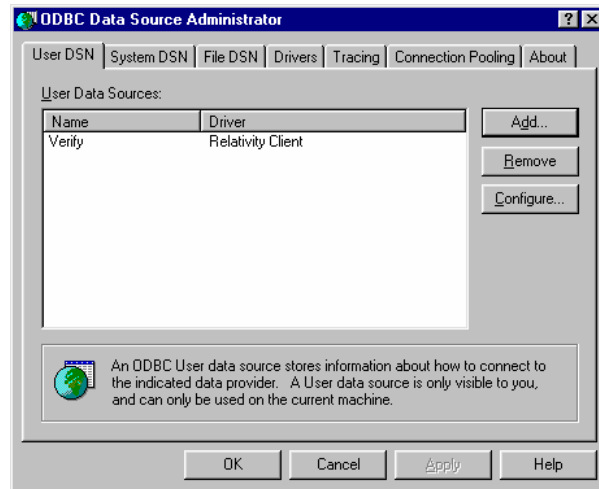 ODBC Data Source Administrator
User DSN System DSN File DSN Drivers Tracing Connection Pooling About
User Data Sources:
Name Driver
Verify Relativity Client
Add...
Remove
Configure...
An ODBC User data source stores information about how to connect to
the indicated data provider. A User data source is only visible to you,
and can only be used on the current machine.
OK Cancel Apply Help